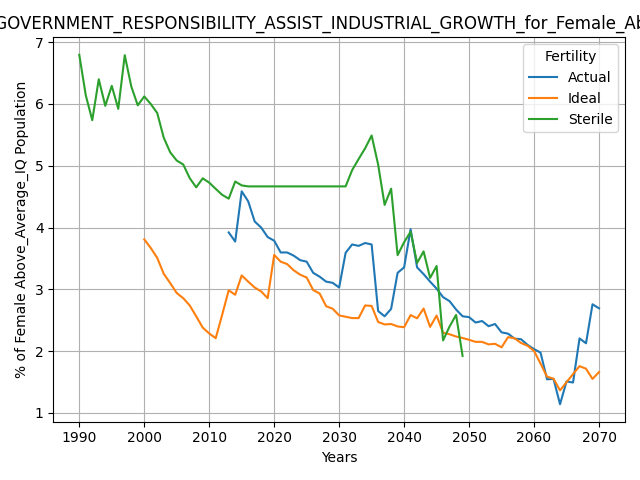 GOVERNMENT_RESPONSIBILITY_ASSIST_INDUSTRIAL_GROWTH_for_Female_Ab
% of Female Above_Average_IQ Population
7
6
5
4
3
2
1
Fertility
Actual
Ideal
Sterile
1990 2000 2010 2020 2030 2040 2050 2060 2070
Years